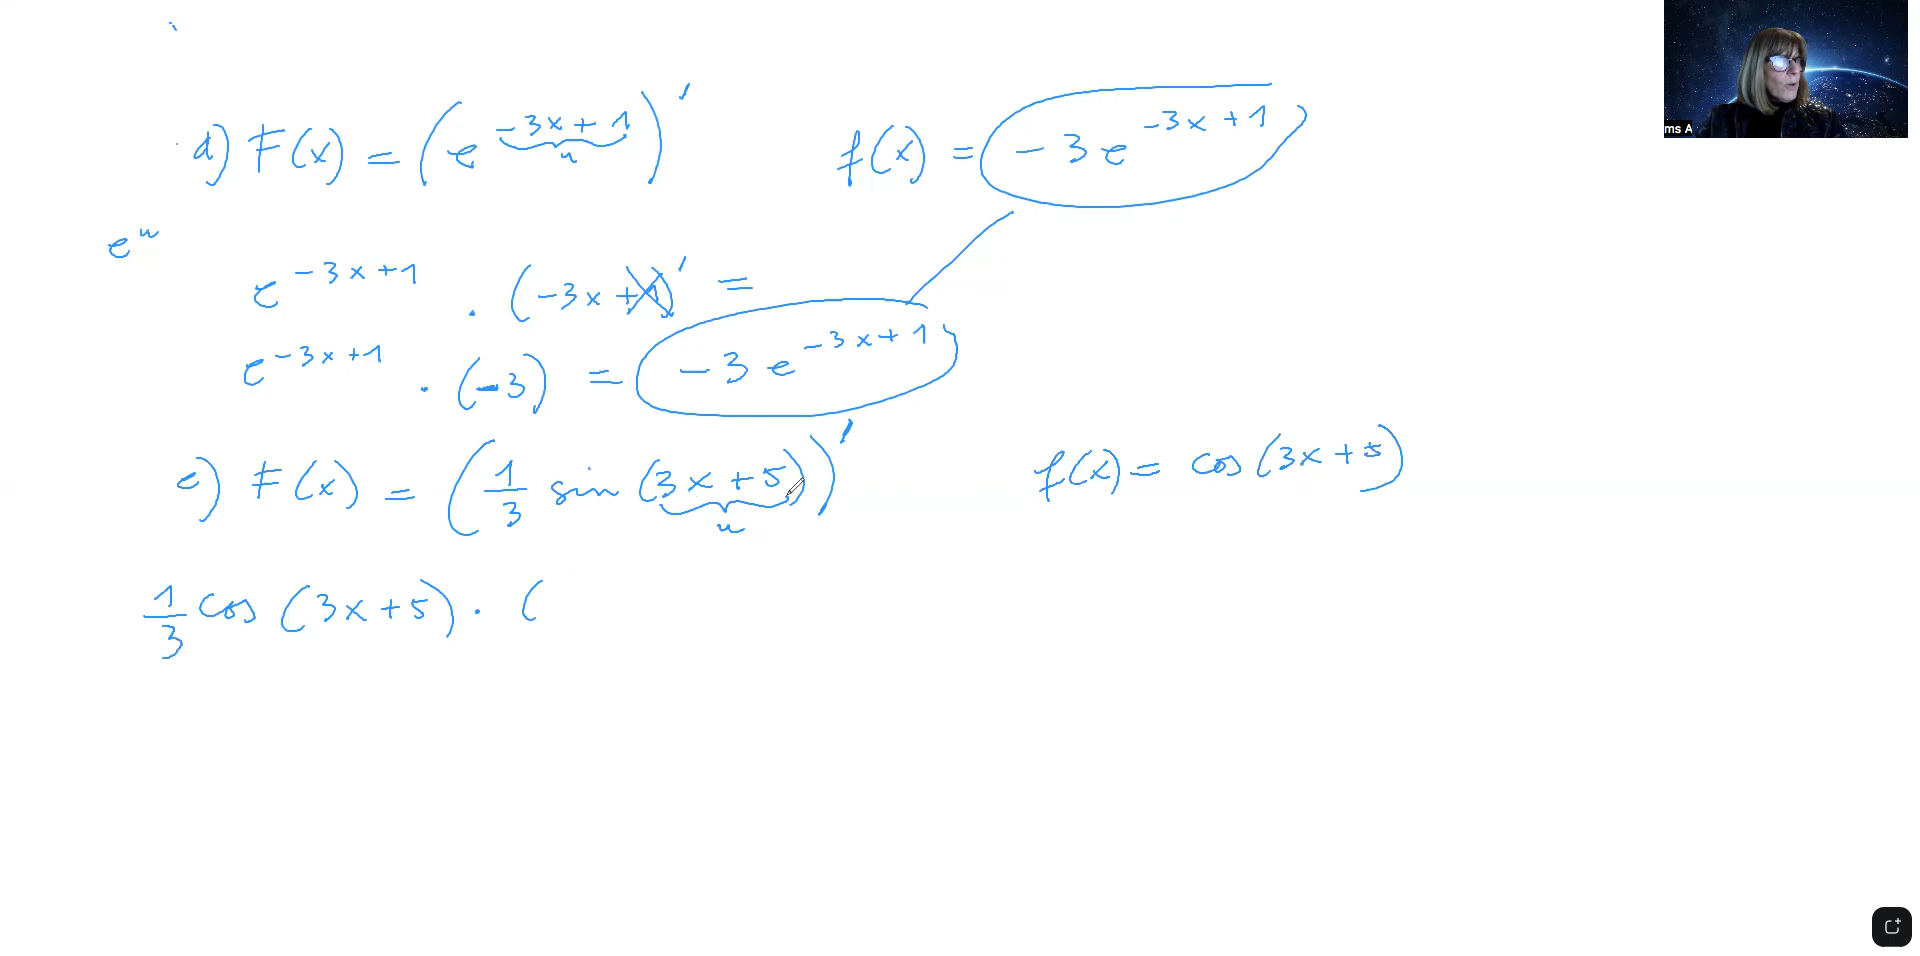 d) F(x) = (e^{-3x+1})' f(x) = -3e^{-3x+1}
u
e^u
e^{-3x+1} · (-3x+1)' =
e^{-3x+1} · (-3) = -3e^{-3x+1}
e) F(x) = (1/3 sin(3x+5))' f(x) = cos(3x+5)
u
1/3 cos(3x+5) · (
ms A